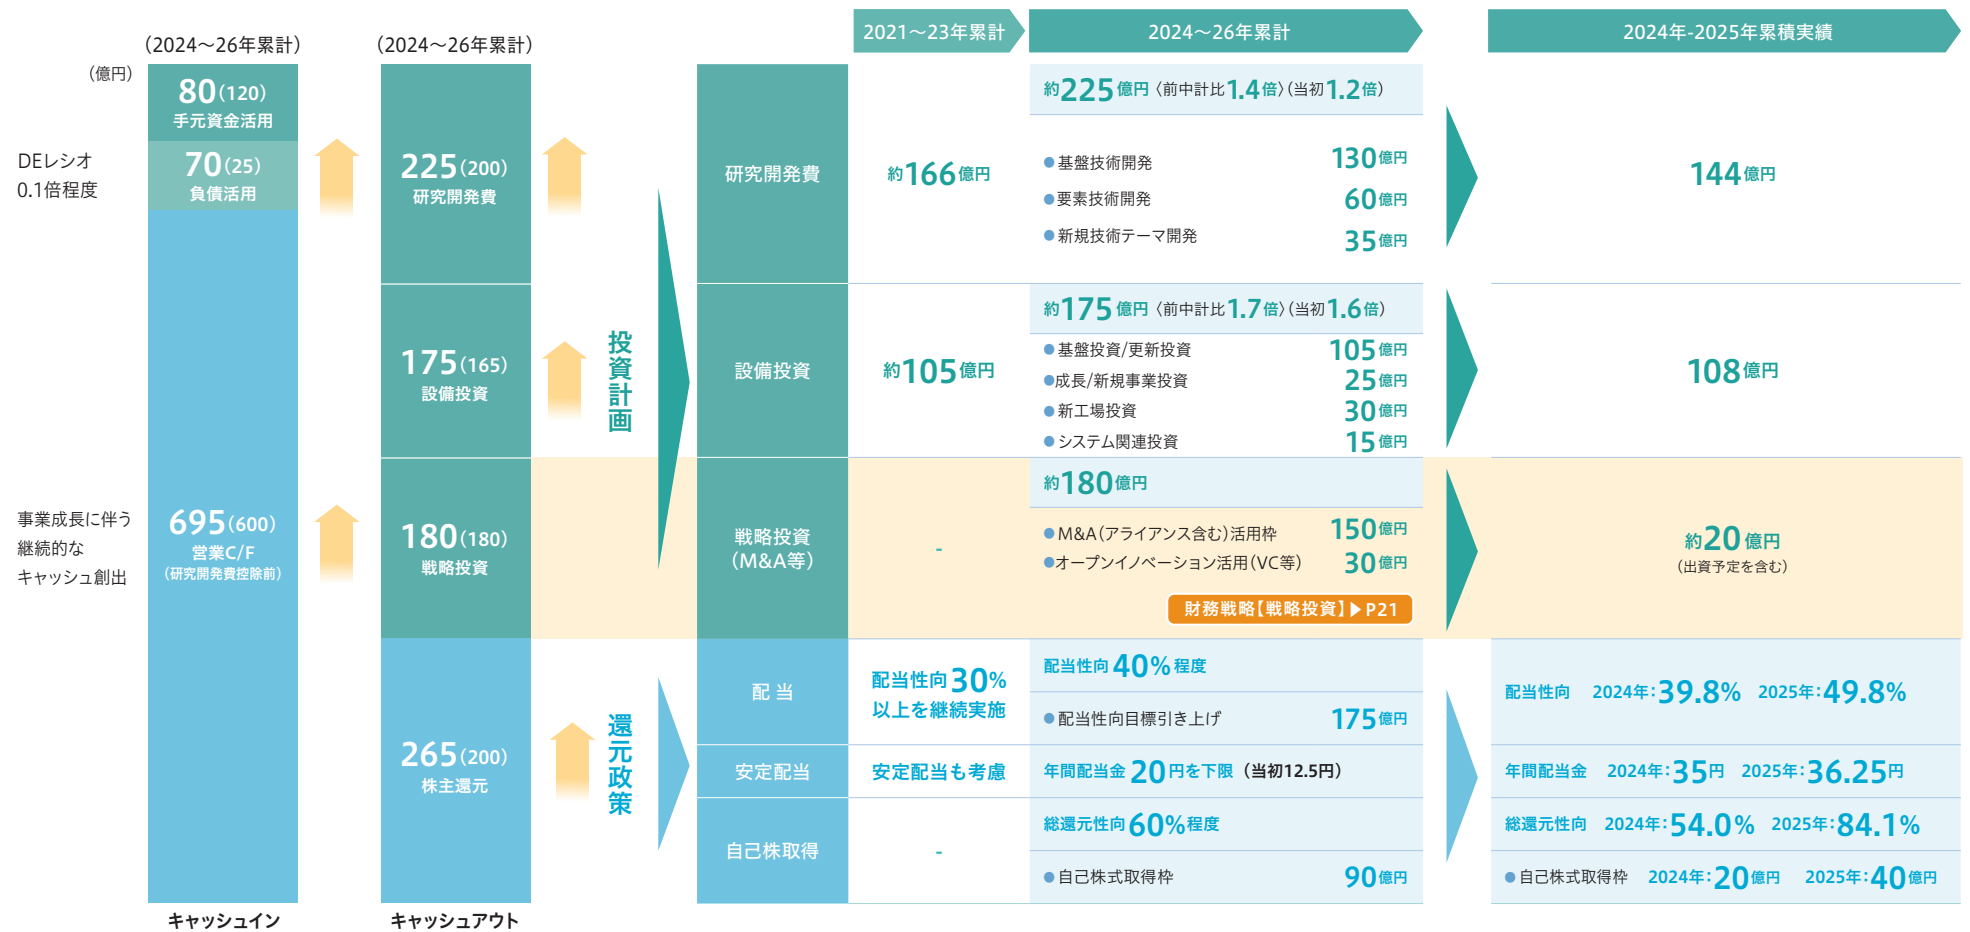 (2024～26年累計)
(億円)
80(120)
手元資金活用
DEレシオ
0.1倍程度
70(25)
負債活用
事業成長に伴う
継続的な
キャッシュ創出
695(600)
営業C/F
(研究開発費控除前)
キャッシュイン
(2024～26年累計)
225(200)
研究開発費
175(165)
設備投資
180(180)
戦略投資
265(200)
株主還元
キャッシュアウト
投資計画
還元政策
2021～23年累計
2024～26年累計
2024年-2025年累積実績
研究開発費
約166億円
約225億円〈前中計比1.4倍〉(当初1.2倍)
●基盤技術開発 130億円
●要素技術開発 60億円
●新規技術テーマ開発 35億円
144億円
設備投資
約105億円
約175億円〈前中計比1.7倍〉(当初1.6倍)
●基盤投資/更新投資 105億円
●成長/新規事業投資 25億円
●新工場投資 30億円
●システム関連投資 15億円
108億円
戦略投資
(M&A等)
-
約180億円
●M&A(アライアンス含む)活用枠 150億円
●オープンイノベーション活用(VC等) 30億円
財務戦略【戦略投資】▶P21
約20億円
(出資予定を含む)
配当
配当性向30%
以上を継続実施
配当性向40%程度
●配当性向目標引き上げ 175億円
配当性向 2024年：39.8% 2025年：49.8%
安定配当
安定配当も考慮
年間配当金20円を下限(当初12.5円)
年間配当金 2024年：35円 2025年：36.25円
自己株取得
-
総還元性向60%程度
●自己株式取得枠 90億円
総還元性向 2024年：54.0% 2025年：84.1%
●自己株式取得枠 2024年：20億円 2025年：40億円